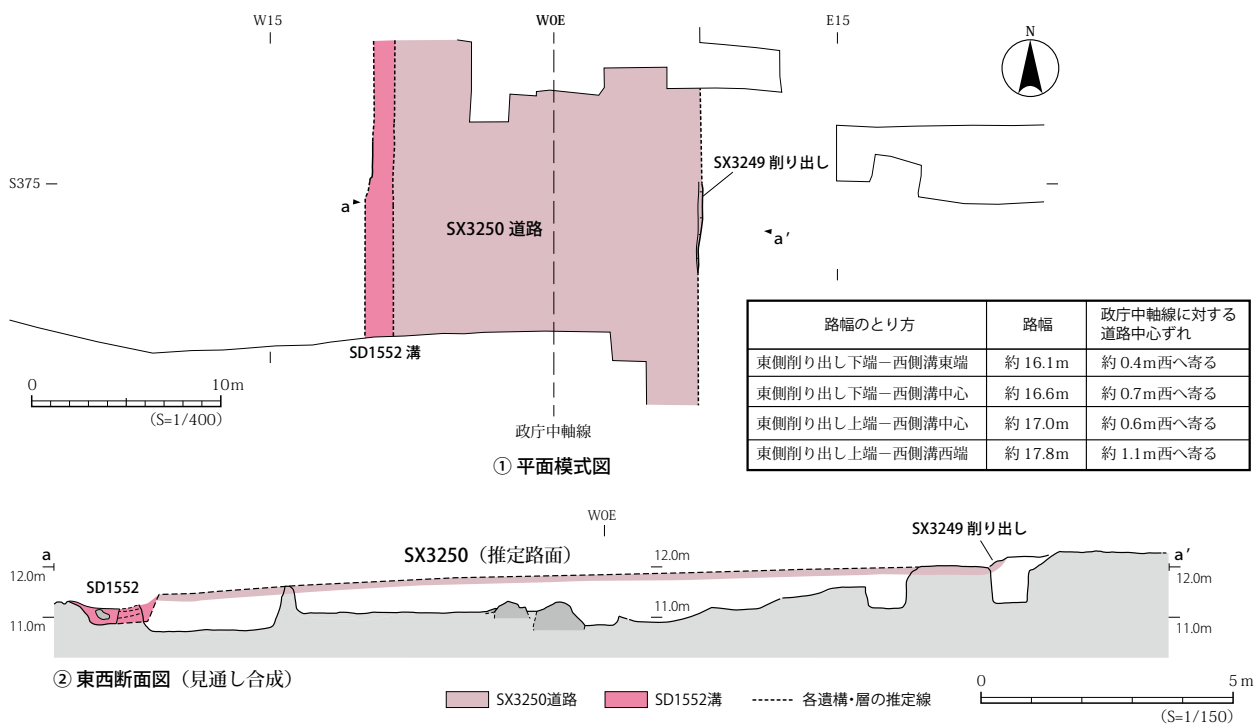 W15
W0E
E15
N
SX3249 削り出し
S375
a
SX3250 道路
a′
SD1552 溝
0 10m
(S=1/400)
政庁中軸線
① 平面模式図
路幅のとり方 路幅 政庁中軸線に対する
道路中心ずれ
東側削り出し下端－西側溝東端 約 16.1m 約 0.4m西へ寄る
東側削り出し下端－西側溝中心 約 16.6m 約 0.7m西へ寄る
東側削り出し上端－西側溝中心 約 17.0m 約 0.6m西へ寄る
東側削り出し上端－西側溝西端 約 17.8m 約 1.1m西へ寄る
W0E
SX3249 削り出し
a
SX3250（推定路面）
12.0m
a′
12.0m
12.0m
SD1552
11.0m
11.0m
11.0m
② 東西断面図（見通し合成）
SX3250道路
SD1552溝
各遺構・層の推定線
0 5 m
(S=1/150)